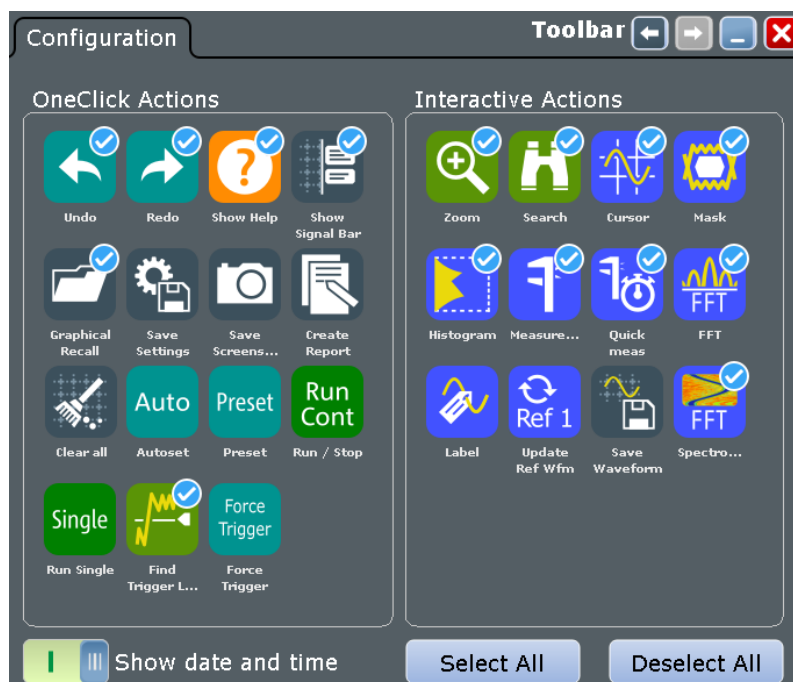 Configuration
Toolbar
OneClick Actions
Interactive Actions
Undo
Redo
Show Help
Show
Signal Bar
Graphical
Recall
Save
Settings
Save
Screens...
Create
Report
Auto
Preset
Run
Cont
Clear all
Autoset
Preset
Run / Stop
Single
Force
Trigger
Run Single
Find
Trigger L...
Force
Trigger
Zoom
Search
Cursor
Mask
FFT
Histogram
Measure...
Quick
meas
FFT
Ref 1
FFT
Label
Update
Ref Wfm
Save
Waveform
Spectro...
Show date and time
Select All
Deselect All